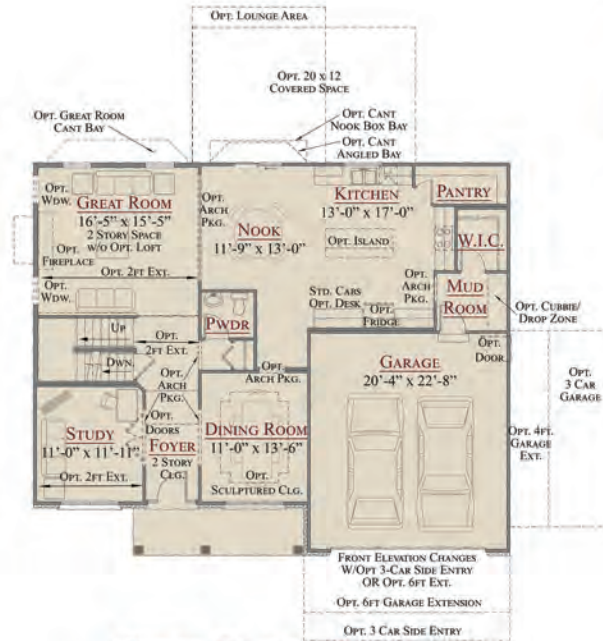 OPT. LOUNGE AREA
OPT. 20 x 12
COVERED SPACE
OPT. GREAT ROOM
CANT BAY
OPT. CANT
NOOK BOX BAY
OPT. CANT
ANGLED BAY
OPT.
WDW.
GREAT ROOM
16'-5" x 15'-5"
2 STORY SPACE
W/O OPT. LOFT
OPT.
FIREPLACE
OPT. 2FT EXT.
OPT.
WDW.
OPT.
ARCH
PKG.
NOOK
11'-9" x 13'-0"
KITCHEN
13'-0" x 17'-0"
OPT. ISLAND
PANTRY
W.I.C.
STD. CABS
OPT. DESK
OPT.
FRIDGE
OPT.
ARCH
PKG.
MUD
ROOM
OPT. CUBBIE/
DROP ZONE
PWDR
UP
DWN.
OPT.
2FT EXT.
OPT.
ARCH
PKG.
OPT.
DOORS
OPT.
ARCH PKG.
GARAGE
20'-4" x 22'-8"
OPT.
DOOR
OPT.
3 CAR
GARAGE
OPT. 4FT.
GARAGE
EXT.
STUDY
11'-0" x 11'-11"
OPT. 2FT EXT.
FOYER
2 STORY
CLG.
DINING ROOM
11'-0" x 13'-6"
OPT.
SCULPTURED CLG.
FRONT ELEVATION CHANGES
W/OPT 3-CAR SIDE ENTRY
OR OPT. 6FT EXT.
OPT. 6FT GARAGE EXTENSION
OPT. 3 CAR SIDE ENTRY